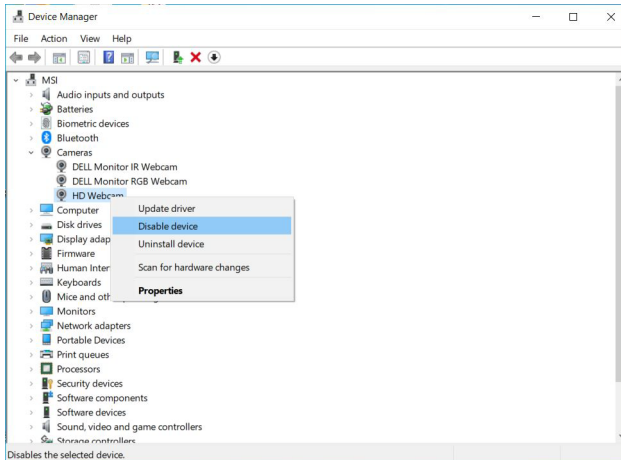 Device Manager
File Action View Help
MSI
Audio inputs and outputs
Batteries
Biometric devices
Bluetooth
Cameras
DELL Monitor IR Webcam
DELL Monitor RGB Webcam
HD Webcam
Computer
Disk drives
Display adap
Firmware
Human Inter
Keyboards
Mice and oth
Monitors
Network adapters
Portable Devices
Print queues
Processors
Security devices
Software components
Software devices
Sound, video and game controllers
Storage controllers
Update driver
Disable device
Uninstall device
Scan for hardware changes
Properties
Disables the selected device.